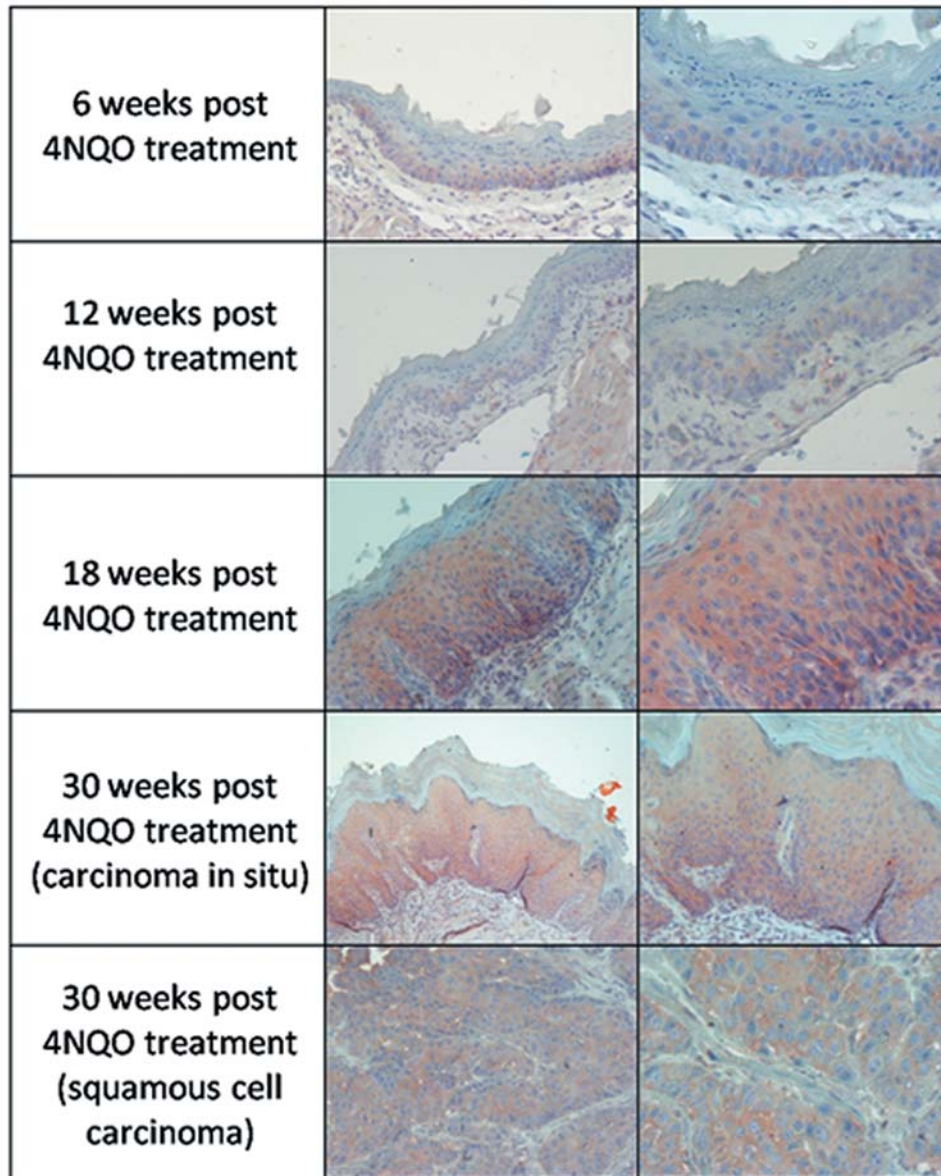 6 weeks post
4NQO treatment
12 weeks post
4NQO treatment
18 weeks post
4NQO treatment
30 weeks post
4NQO treatment
(carcinoma in situ)
30 weeks post
4NQO treatment
(squamous cell
carcinoma)